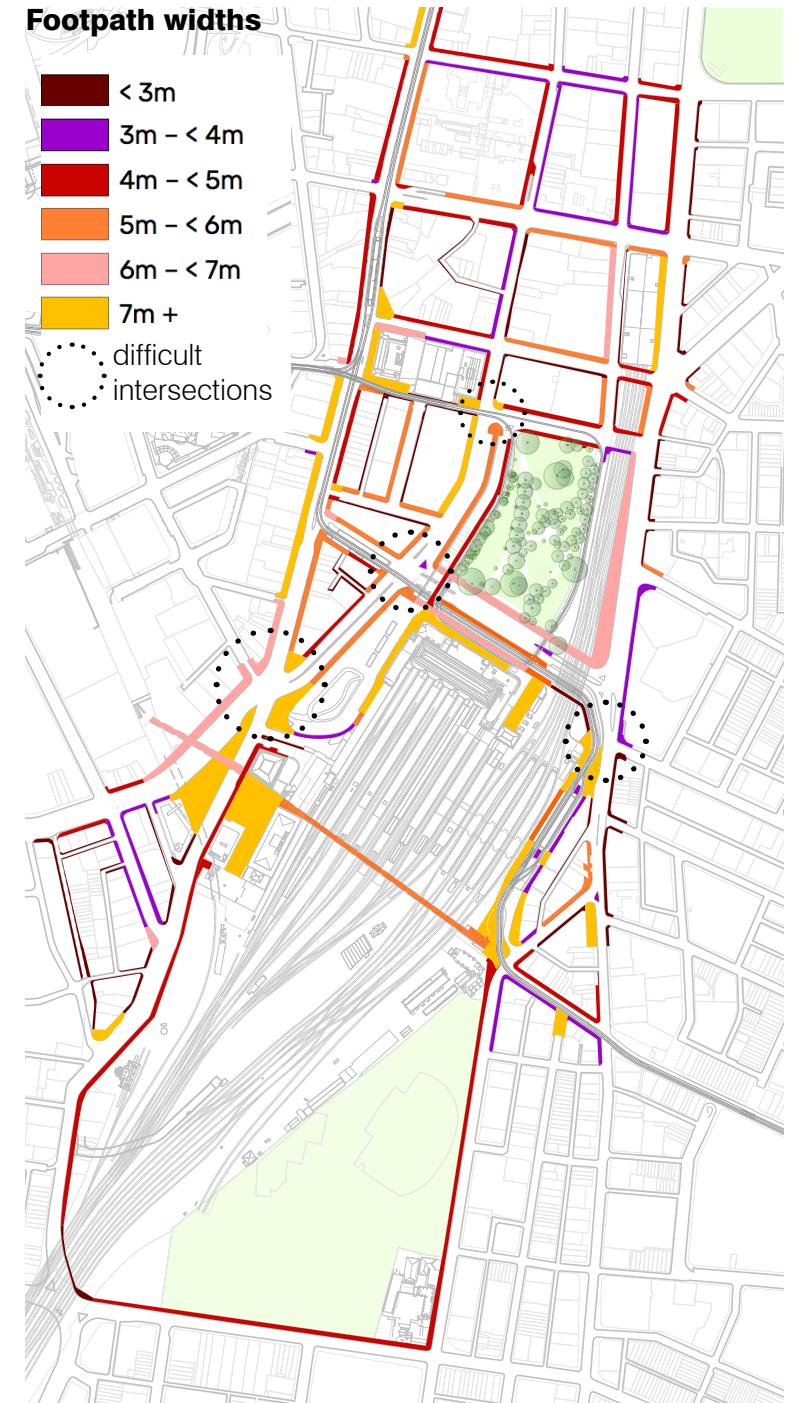 Footpath widths
< 3m
3m – < 4m
4m – < 5m
5m – < 6m
6m – < 7m
7m +
difficult
intersections